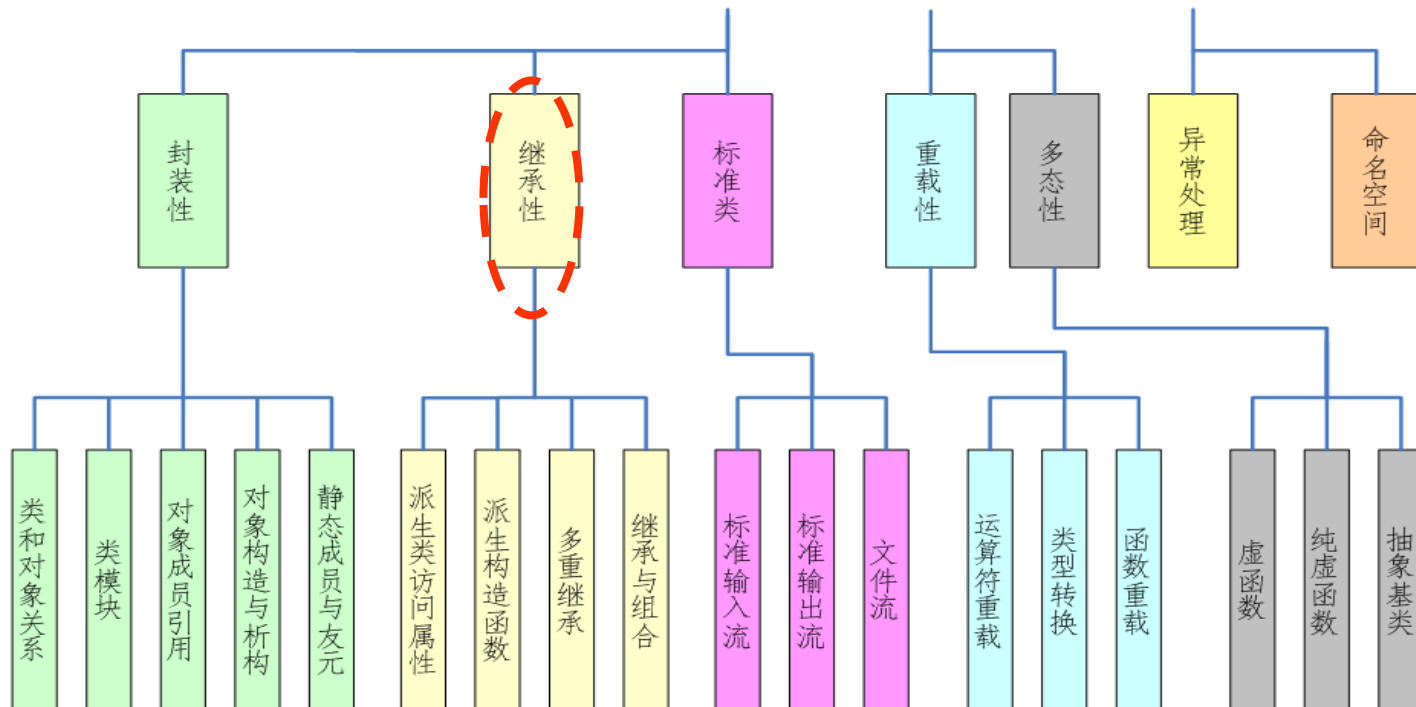 封装性
继承性
标准类
重载性
多态性
异常处理
命名空间
类和对象关系
类模块
对象成员引用
对象构造与析构
静态成员与友元
派生类访问属性
派生构造函数
多重继承
继承与组合
标准输入流
标准输出流
文件流
运算符重载
类型转换
函数重载
虚函数
纯虚函数
抽象基类